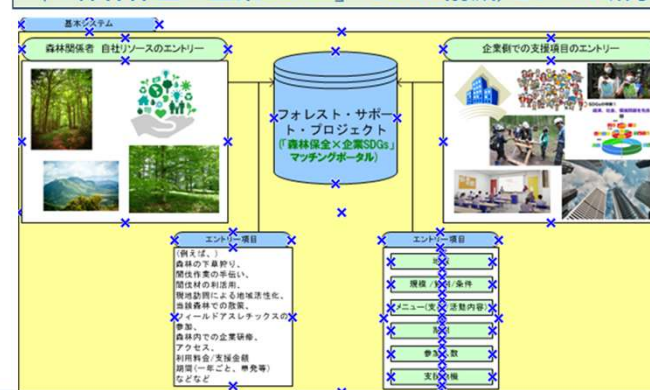 基本システム
森林関係者 自社リソースのエントリー
企業側での支援項目のエントリー
フォレスト・サポー
ト・プロジェクト
(「森林保全×企業SDGs」
マッチングポータル)
エントリー項目
(例えば、)
森林の下草狩り、
間伐作業の手伝い、
間伐材の利活用、
現地訪問による地域活性化、
当該森林での散策、
フィールドアスレチックスの
参加、
森林内での企業研修、
アクセス、
利用料金/支援金額
期間(一年ごと、単発等)
などなど
エントリー項目
規模 /
/条件
メニュー(支
活動内容)